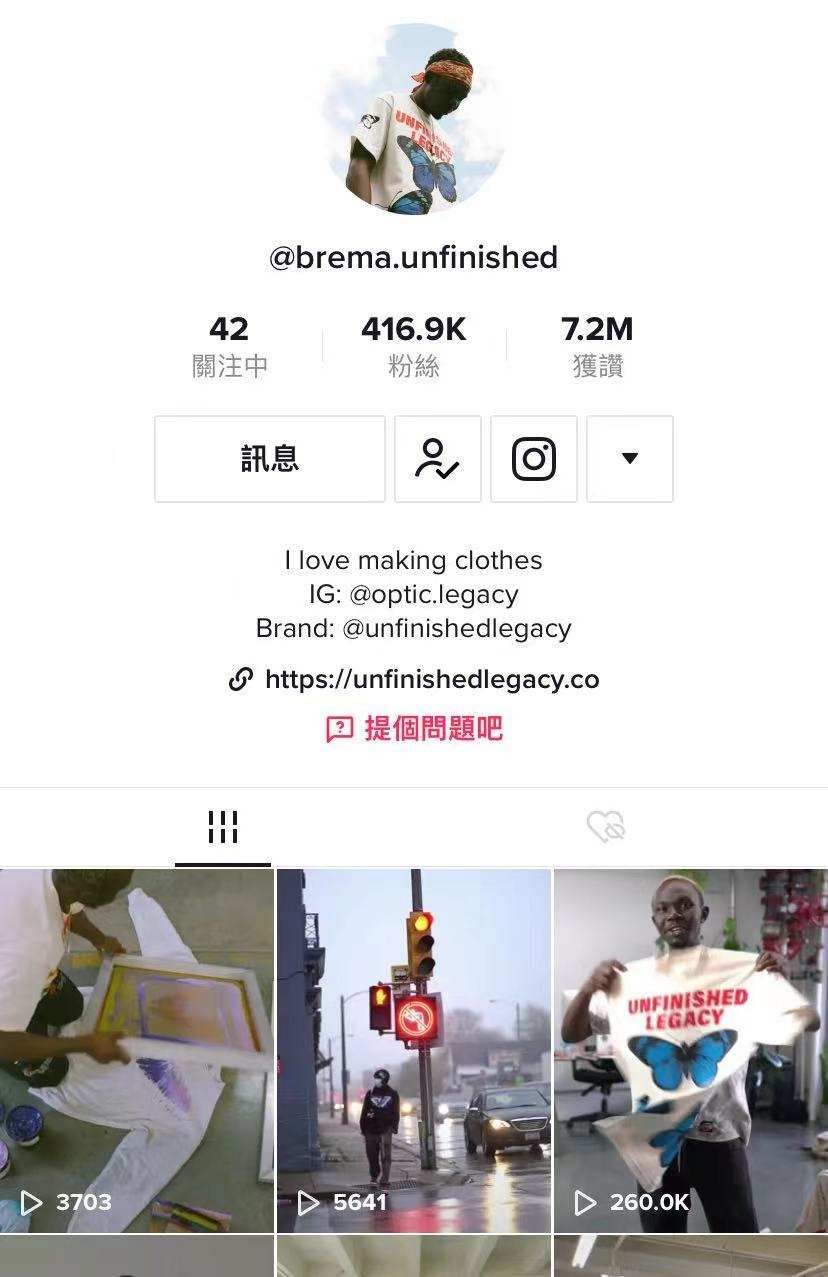 UNFINISHED
LEGACY
@brema.unfinished
42 416.9K 7.2M
關注中 粉絲 獲讚
訊息
I love making clothes
IG: @optic.legacy
Brand: @unfinishedlegacy
https://unfinishedlegacy.co
提個問題吧
UNFINISHED
LEGACY
3703 5641 260.0K